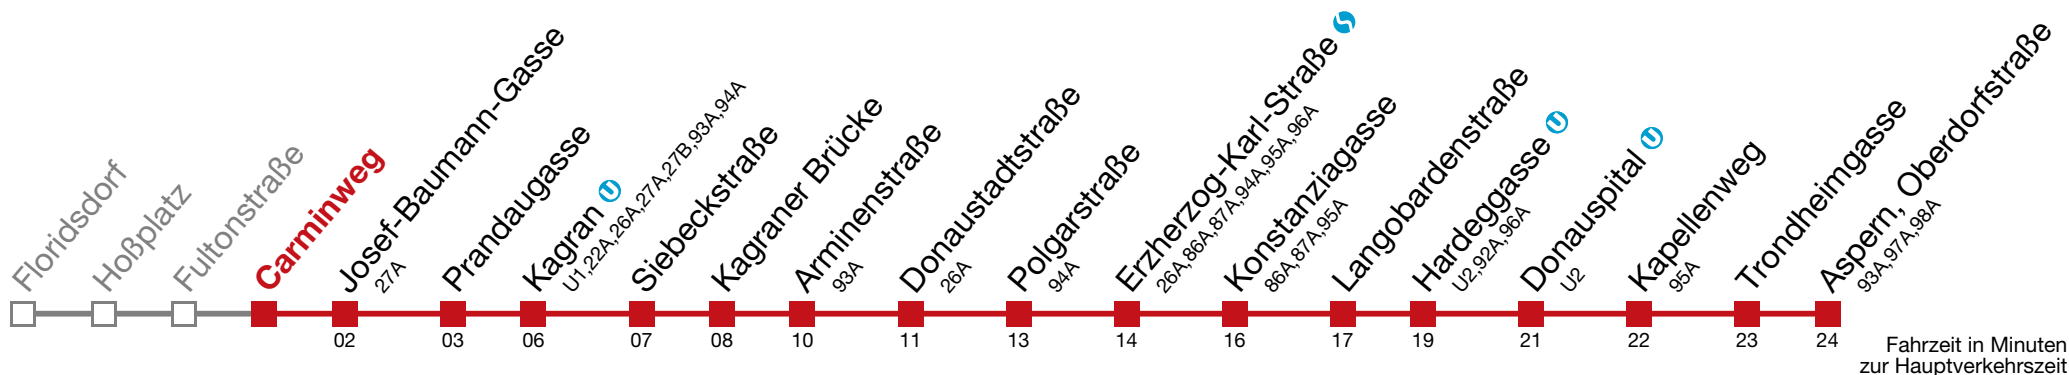 Floridsdorf
Hoßplatz
Fultonstraße
Carminweg
Josef-Baumann-Gasse
27A
02
Prandaugasse
03
Kagran U
U1,22A,26A,27A,27B,93A,94A
06
Siebeckstraße
07
Kagraner Brücke
08
Arminenstraße
93A
10
Donaustadtstraße
26A
11
Polgarstraße
94A
13
Erzherzog-Karl-Straße S
26A,86A,87A,94A,95A,96A
14
Konstanziagasse
86A,87A,95A
16
Langobardenstraße
17
Hardeggasse U
U2,92A,96A
19
Donauspital U
U2
21
Kapellenweg
95A
22
Trondheimgasse
23
Aspern, Oberdorfstraße
93A,97A,98A
24
Fahrzeit in Minuten
zur Hauptverkehrszeit